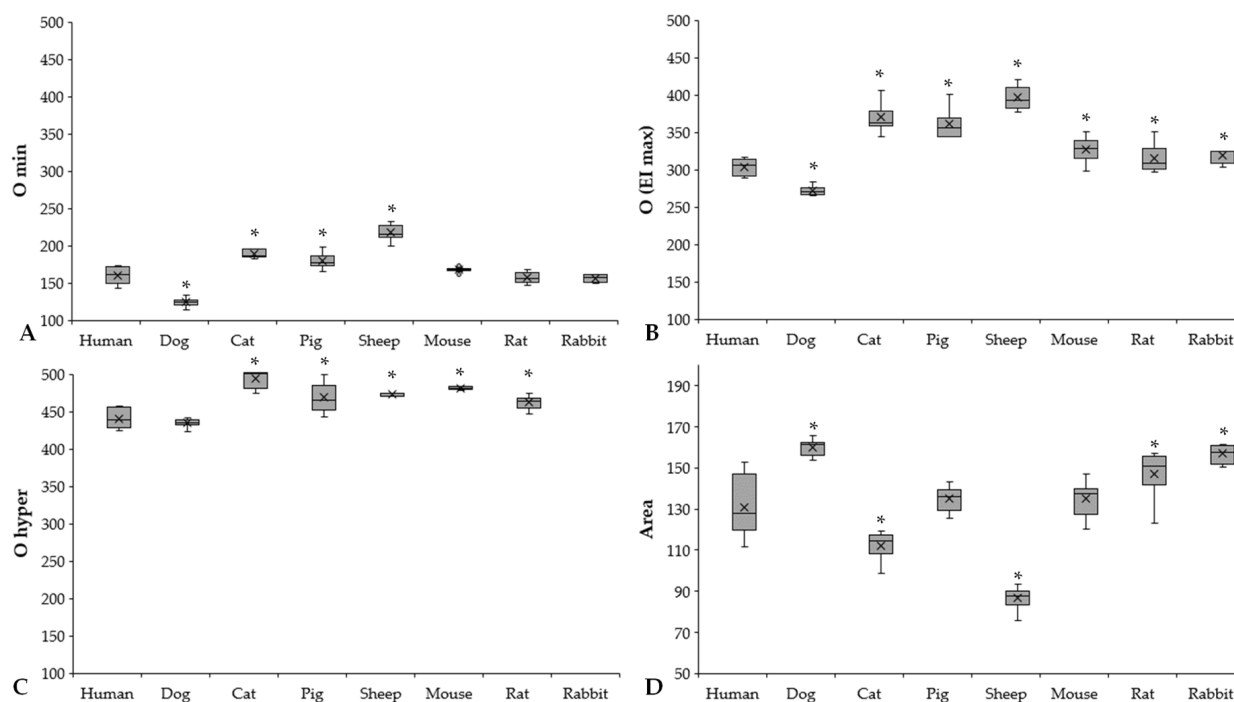 500
450
400
350
300
250
200
150
100
O min
* * * *
Human Dog Cat Pig Sheep Mouse Rat Rabbit
A
500
450
400
350
300
250
200
150
100
O (EI max)
* * * * * * *
Human Dog Cat Pig Sheep Mouse Rat Rabbit
B
500
450
400
350
300
250
200
150
100
O hyper
* * * * *
Human Dog Cat Pig Sheep Mouse Rat Rabbit
C
190
170
150
130
110
90
70
50
Area
* * * * *
Human Dog Cat Pig Sheep Mouse Rat Rabbit
D